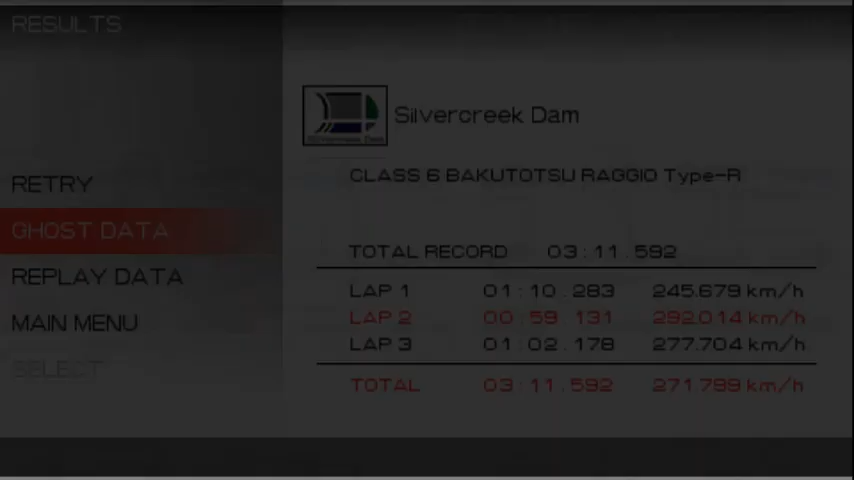 RESULTS
Silvercreek Dam
CLASS 6 BAKUTOTSU RAGGIO Type-R
RETRY
GHOST DATA
REPLAY DATA
MAIN MENU
SELECT
TOTAL RECORD 03:11.592
LAP 1 01:10.283 245.679 km/h
LAP 2 00:59.131 292.014 km/h
LAP 3 01:02.178 277.704 km/h
TOTAL 03:11.592 271.799 km/h